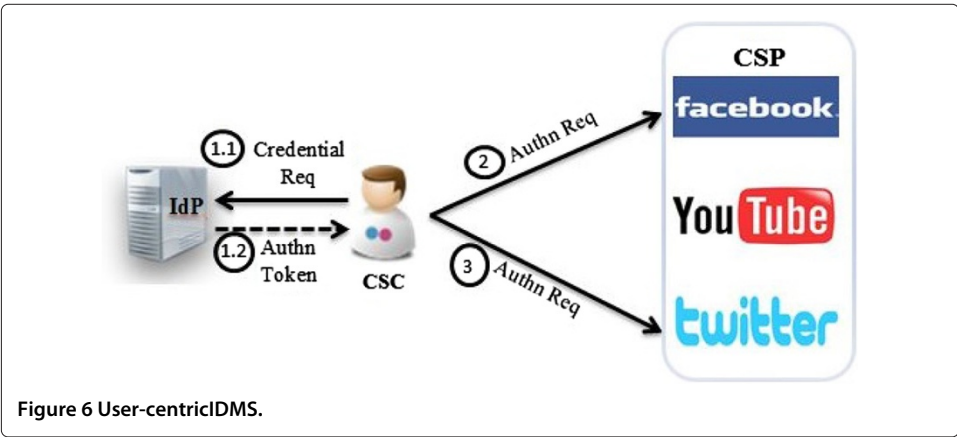 CSP
facebook
1.1 Credential
Req
2 Authn Req
IdP
You Tube
1.2 Authn
Token
CSC
3 Authn Req
twitter
Figure 6 User-centricIDMS.